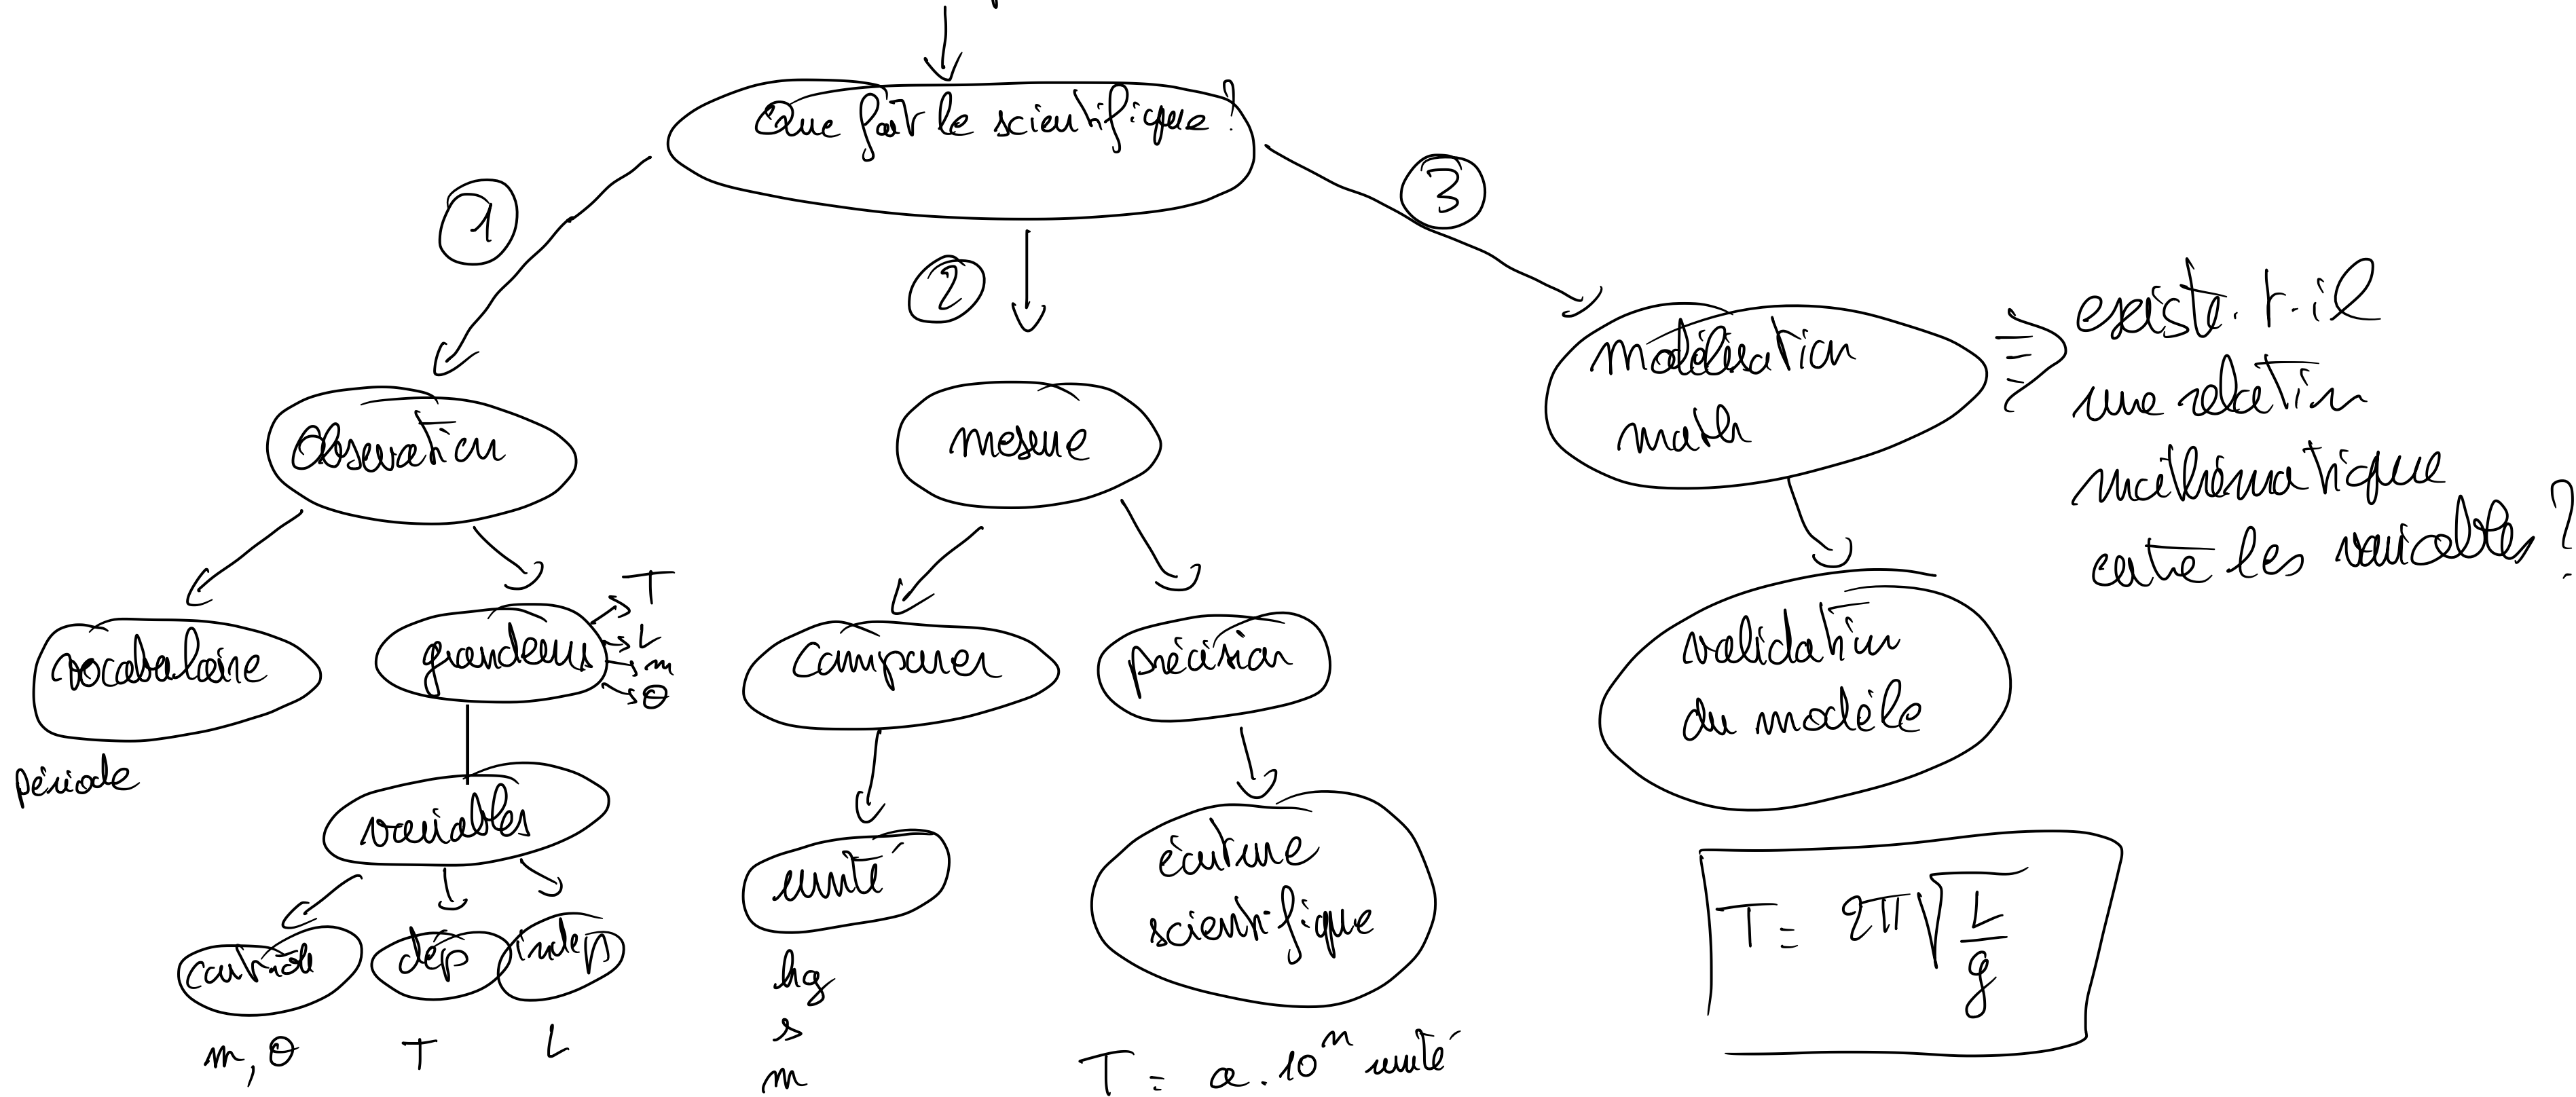 Que fait le scientifique?
1
2
3
Observation
mesure
modélisation
math
existe-t-il
une relation
mathématique
entre les variables?
vocabulaire
grandeurs
T
L
m
θ
comparer
précision
validation
du modèle
période
variables
unité
écriture
scientifique
contrôle
dép
indep
m, θ
T
L
kg
s
m
T = a.10ⁿ unité
T = 2π√(L/g)